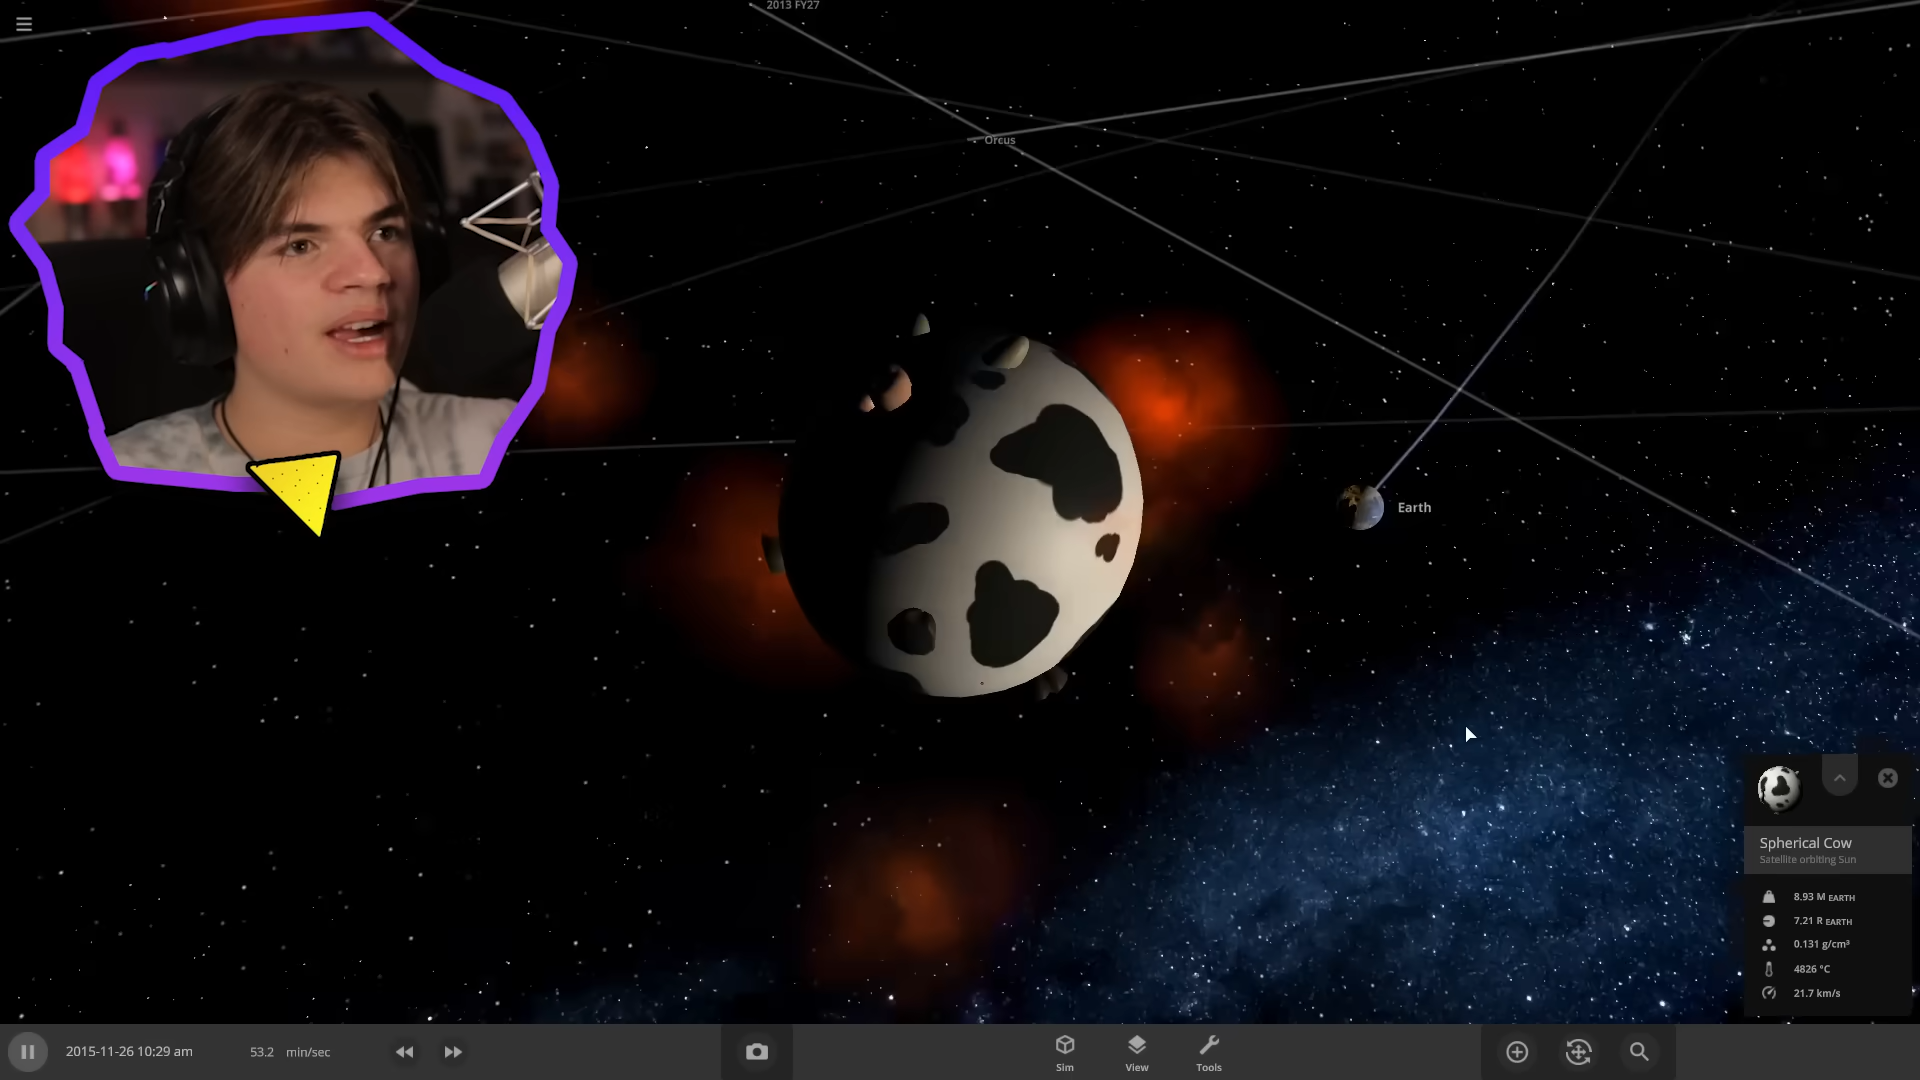 2013 FY27
Orcus
Earth
Spherical Cow
Satellite orbiting Sun
8.93 M EARTH
7.21 R EARTH
0.131 g/cm³
4826 °C
21.7 km/s
2015-11-26 10:29 am 53.2 min/sec
Sim View Tools